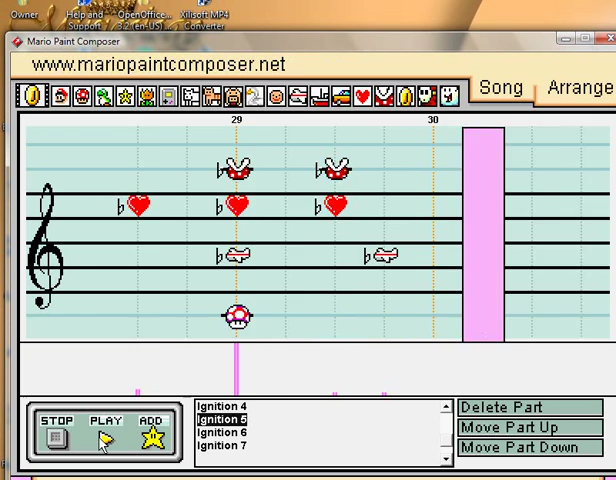 Owner
Help and
Support
OpenOffice...
3.2 (en-US) ...
Xilisoft MP4
Converter
Mario Paint Composer
www.mariopaintcomposer.net
Song
Arrange
29
30
STOP
PLAY
ADD
Ignition 4
Ignition 5
Ignition 6
Ignition 7
Delete Part
Move Part Up
Move Part Down